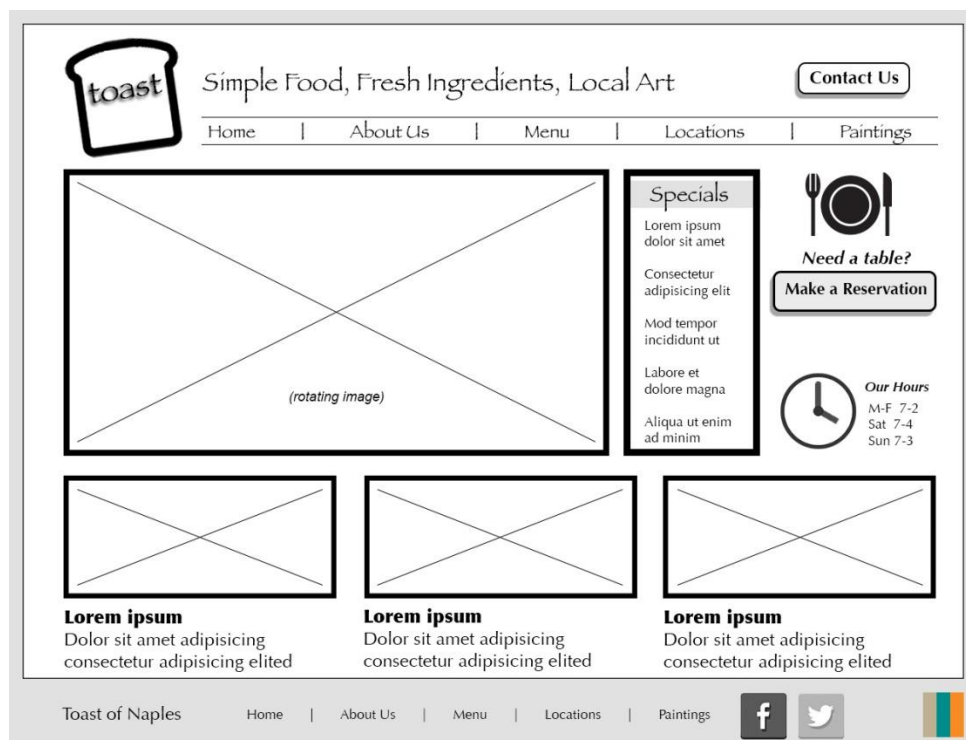 toast
Simple Food, Fresh Ingredients, Local Art
Contact Us
Home | About Us | Menu | Locations | Paintings
(rotating image)
Specials
Lorem ipsum
dolor sit amet
Consectetur
adipisicing elit
Mod tempor
incididunt ut
Labore et
dolore magna
Aliqua ut enim
ad minim
Need a table?
Make a Reservation
Our Hours
M-F 7-2
Sat 7-4
Sun 7-3
Lorem ipsum
Dolor sit amet adipisicing
consectetur adipisicing elited
Lorem ipsum
Dolor sit amet adipisicing
consectetur adipisicing elited
Lorem ipsum
Dolor sit amet adipisicing
consectetur adipisicing elited
Toast of Naples
Home | About Us | Menu | Locations | Paintings
f